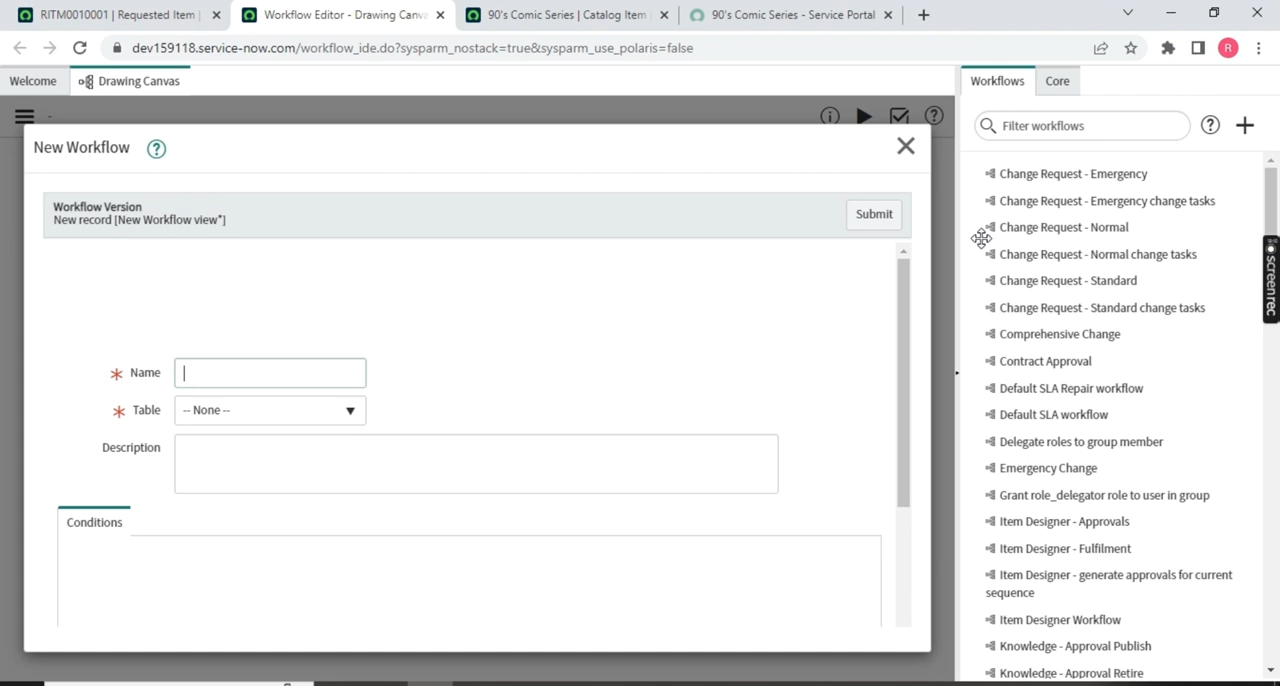 RITM0010001 | Requested Item |
Workflow Editor - Drawing Canva
90's Comic Series | Catalog Item
90's Comic Series - Service Portal
dev159118.service-now.com/workflow_ide.do?sysparm_nostack=true&sysparm_use_polaris=false
R
Welcome
Drawing Canvas
Workflows
Core
-
Filter workflows
New Workflow
Workflow Version
New record [New Workflow view*]
Submit
* Name
* Table
-- None --
Description
Conditions
Change Request - Emergency
Change Request - Emergency change tasks
Change Request - Normal
Change Request - Normal change tasks
Change Request - Standard
Change Request - Standard change tasks
Comprehensive Change
Contract Approval
Default SLA Repair workflow
Default SLA workflow
Delegate roles to group member
Emergency Change
Grant role_delegator role to user in group
Item Designer - Approvals
Item Designer - Fulfilment
Item Designer - generate approvals for current
sequence
Item Designer Workflow
Knowledge - Approval Publish
Knowledge - Approval Retire
screenrec